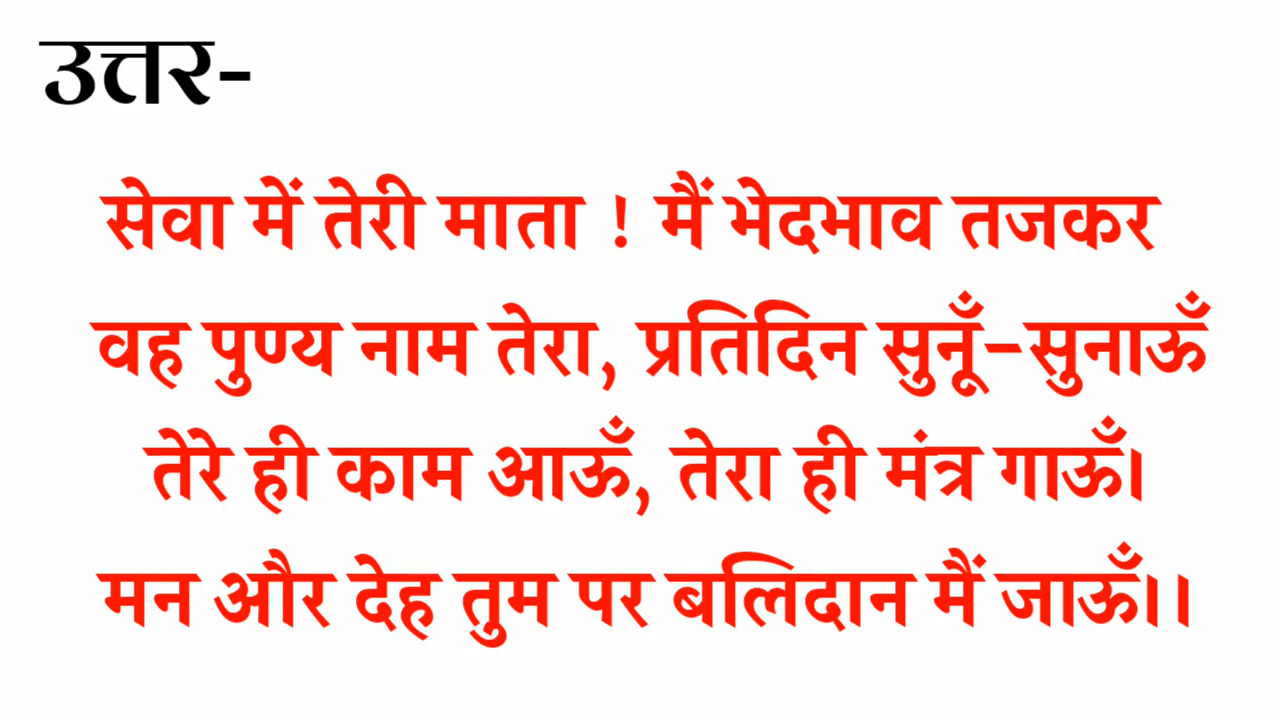 उत्तर-
सेवा में तेरी माता ! मैं भेदभाव तजकर
वह पुण्य नाम तेरा, प्रतिदिन सुनूँ-सुनाऊँ
तेरे ही काम आऊँ, तेरा ही मंत्र गाऊँ।
मन और देह तुम पर बलिदान मैं जाऊँ।।